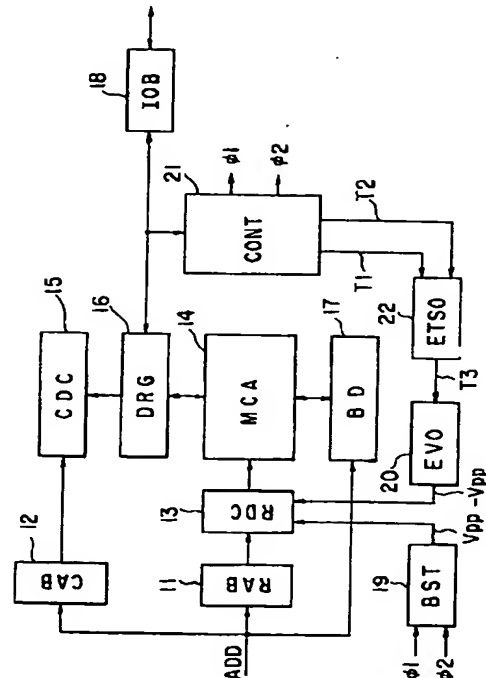 18
IOB
21
CONT
φ1
φ2
T1
T2
15
CDC
16
DRG
14
MCA
17
BD
22
ETSO
T3
12
CAB
13
RDC
20
EVO
-Vpp
Vpp
11
RAB
ADD
19
BST
φ1
φ2